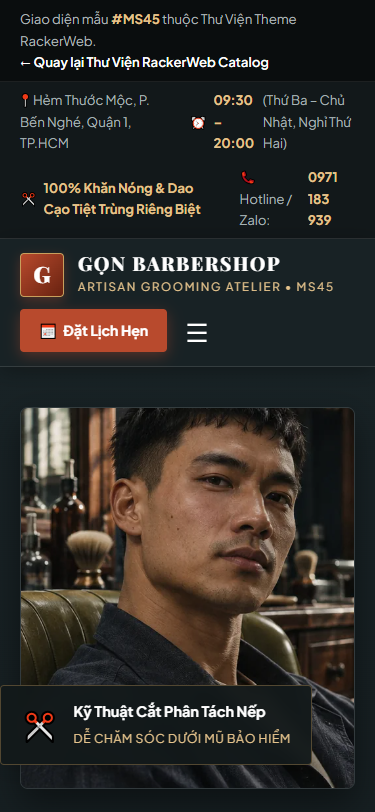 Giao diện mẫu #MS45 thuộc Thư Viện Theme
RackerWeb.
← Quay lại Thư Viện RackerWeb Catalog
📍Hẻm Thước Mộc, P.
Bến Nghé, Quận 1,
TP.HCM
⏰ 09:30
–
20:00
(Thứ Ba – Chủ
Nhật, Nghỉ Thứ
Hai)
✂️ 100% Khăn Nóng & Dao
Cạo Tiệt Trùng Riêng Biệt
📞
Hotline /
Zalo:
0971
183
939
G
GỌN BARBERSHOP
ARTISAN GROOMING ATELIER • MS45
📅 Đặt Lịch Hẹn
☰
Kỹ Thuật Cắt Phân Tách Nếp
DỄ CHĂM SÓC DƯỚI MŨ BẢO HIỂM